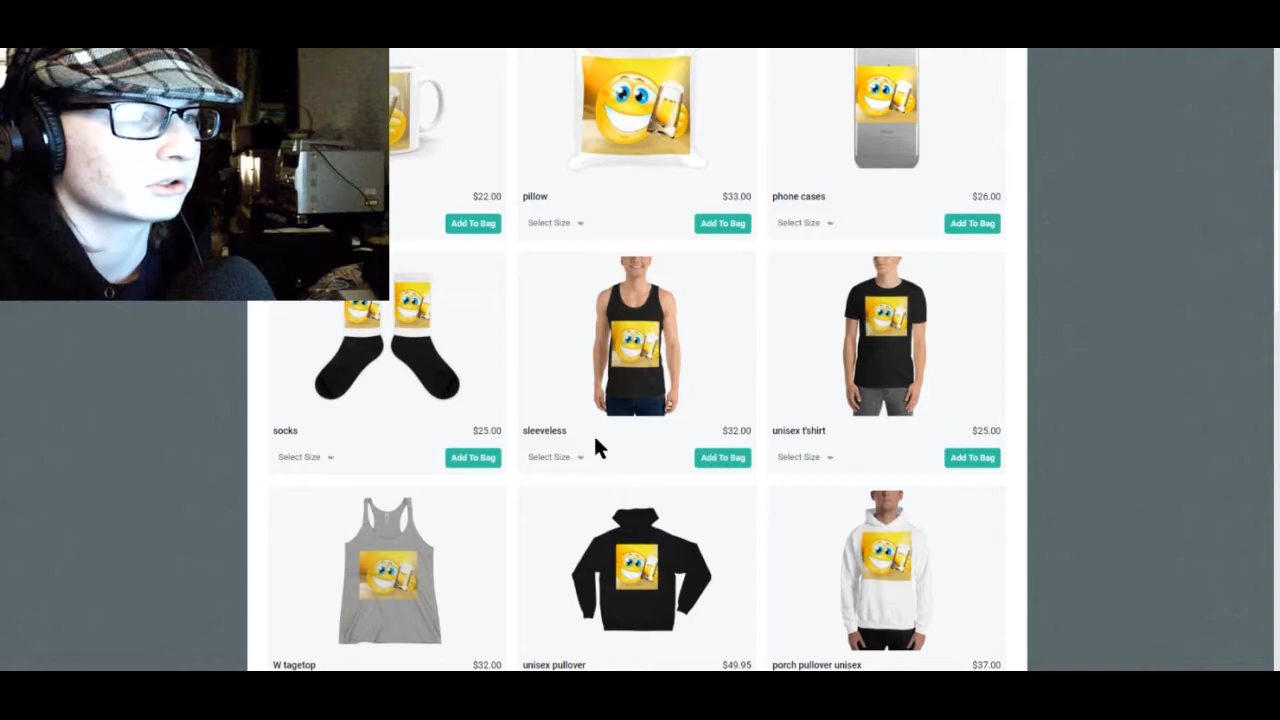 $22.00
Add To Bag
pillow $33.00
Select Size Add To Bag
phone cases $26.00
Select Size Add To Bag
socks $25.00
Select Size Add To Bag
sleeveless $32.00
Select Size Add To Bag
unisex t'shirt $25.00
Select Size Add To Bag
W tagetop $32.00
unisex pullover $49.95
porch pullover unisex $37.00